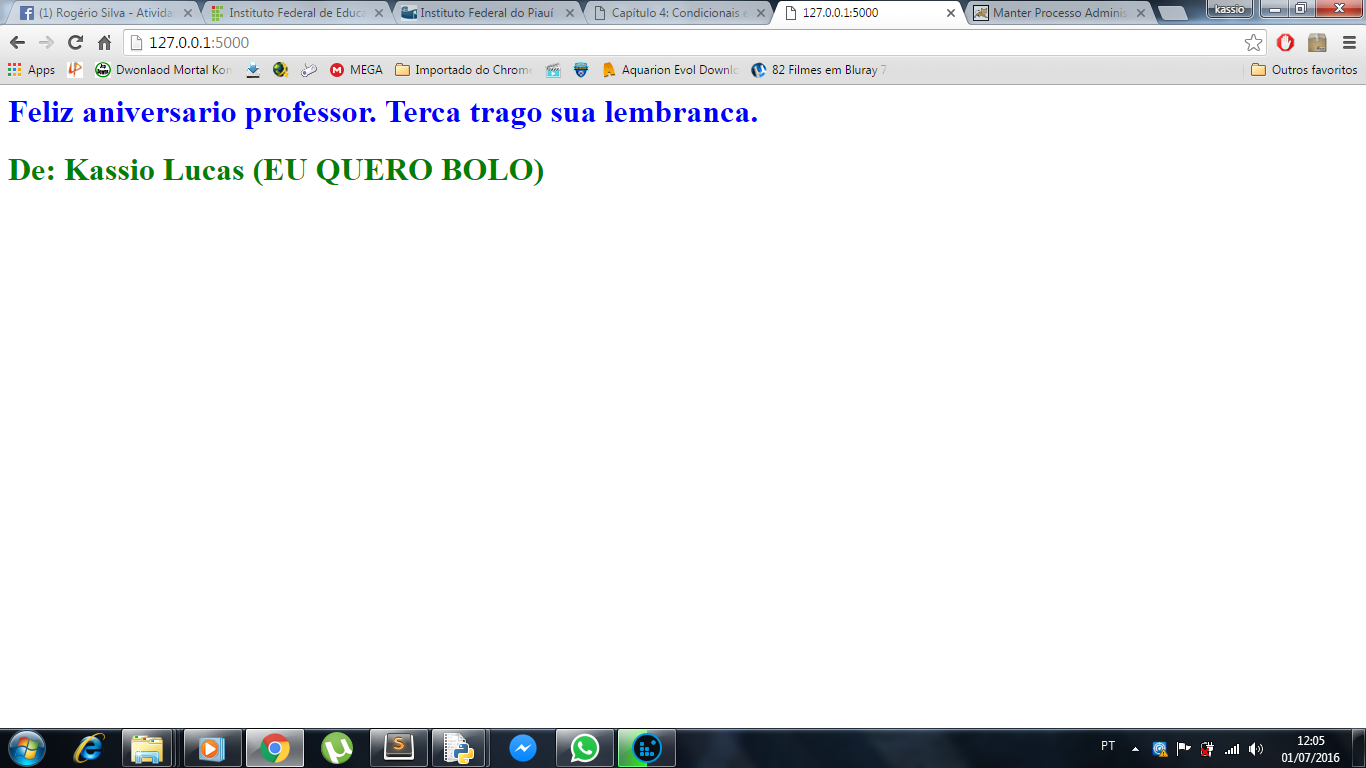 (1) Rogério Silva - Ativida
Instituto Federal de Educa
Instituto Federal do Piauí
Capítulo 4: Condicionais e
127.0.0.1:5000
Manter Processo Adminis
kassio
127.0.0.1:5000
Apps
Dwonlaod Mortal Kon
MEGA
Importado do Chrome
Aquarion Evol Downlo
82 Filmes em Bluray 7
Outros favoritos
Feliz aniversario professor. Terca trago sua lembranca.
De: Kassio Lucas (EU QUERO BOLO)
PT
12:05
01/07/2016